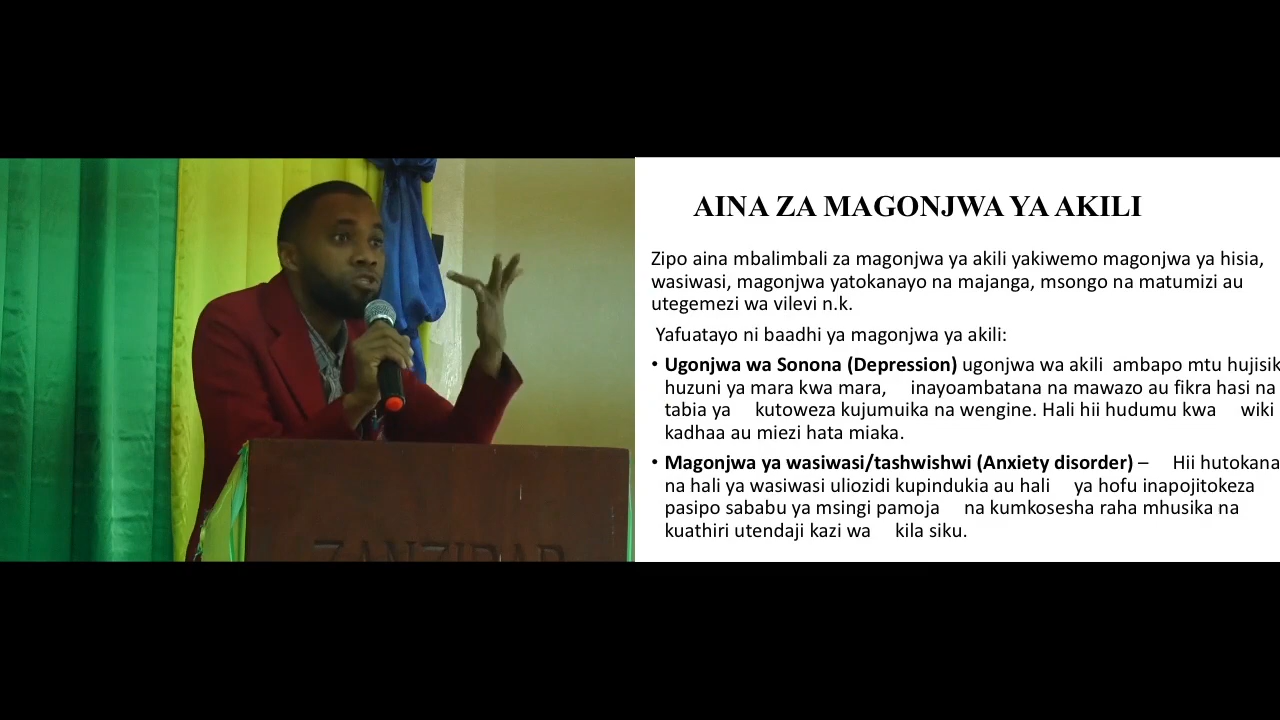 AINA ZA MAGONJWA YA AKILI
Zipo aina mbalimbali za magonjwa ya akili yakiwemo magonjwa ya hisia,
wasiwasi, magonjwa yatokanayo na majanga, msongo na matumizi au
utegemezi wa vilevi n.k.
Yafuatayo ni baadhi ya magonjwa ya akili:
• Ugonjwa wa Sonona (Depression) ugonjwa wa akili ambapo mtu hujisik
huzuni ya mara kwa mara, inayoambatana na mawazo au fikra hasi na
tabia ya kutoweza kujumuika na wengine. Hali hii hudumu kwa wiki
kadhaa au miezi hata miaka.
• Magonjwa ya wasiwasi/tashwishwi (Anxiety disorder) – Hii hutokana
na hali ya wasiwasi uliozidi kupindukia au hali ya hofu inapojitokeza
pasipo sababu ya msingi pamoja na kumkosesha raha mhusika na
kuathiri utendaji kazi wa kila siku.
ZANZIBAR